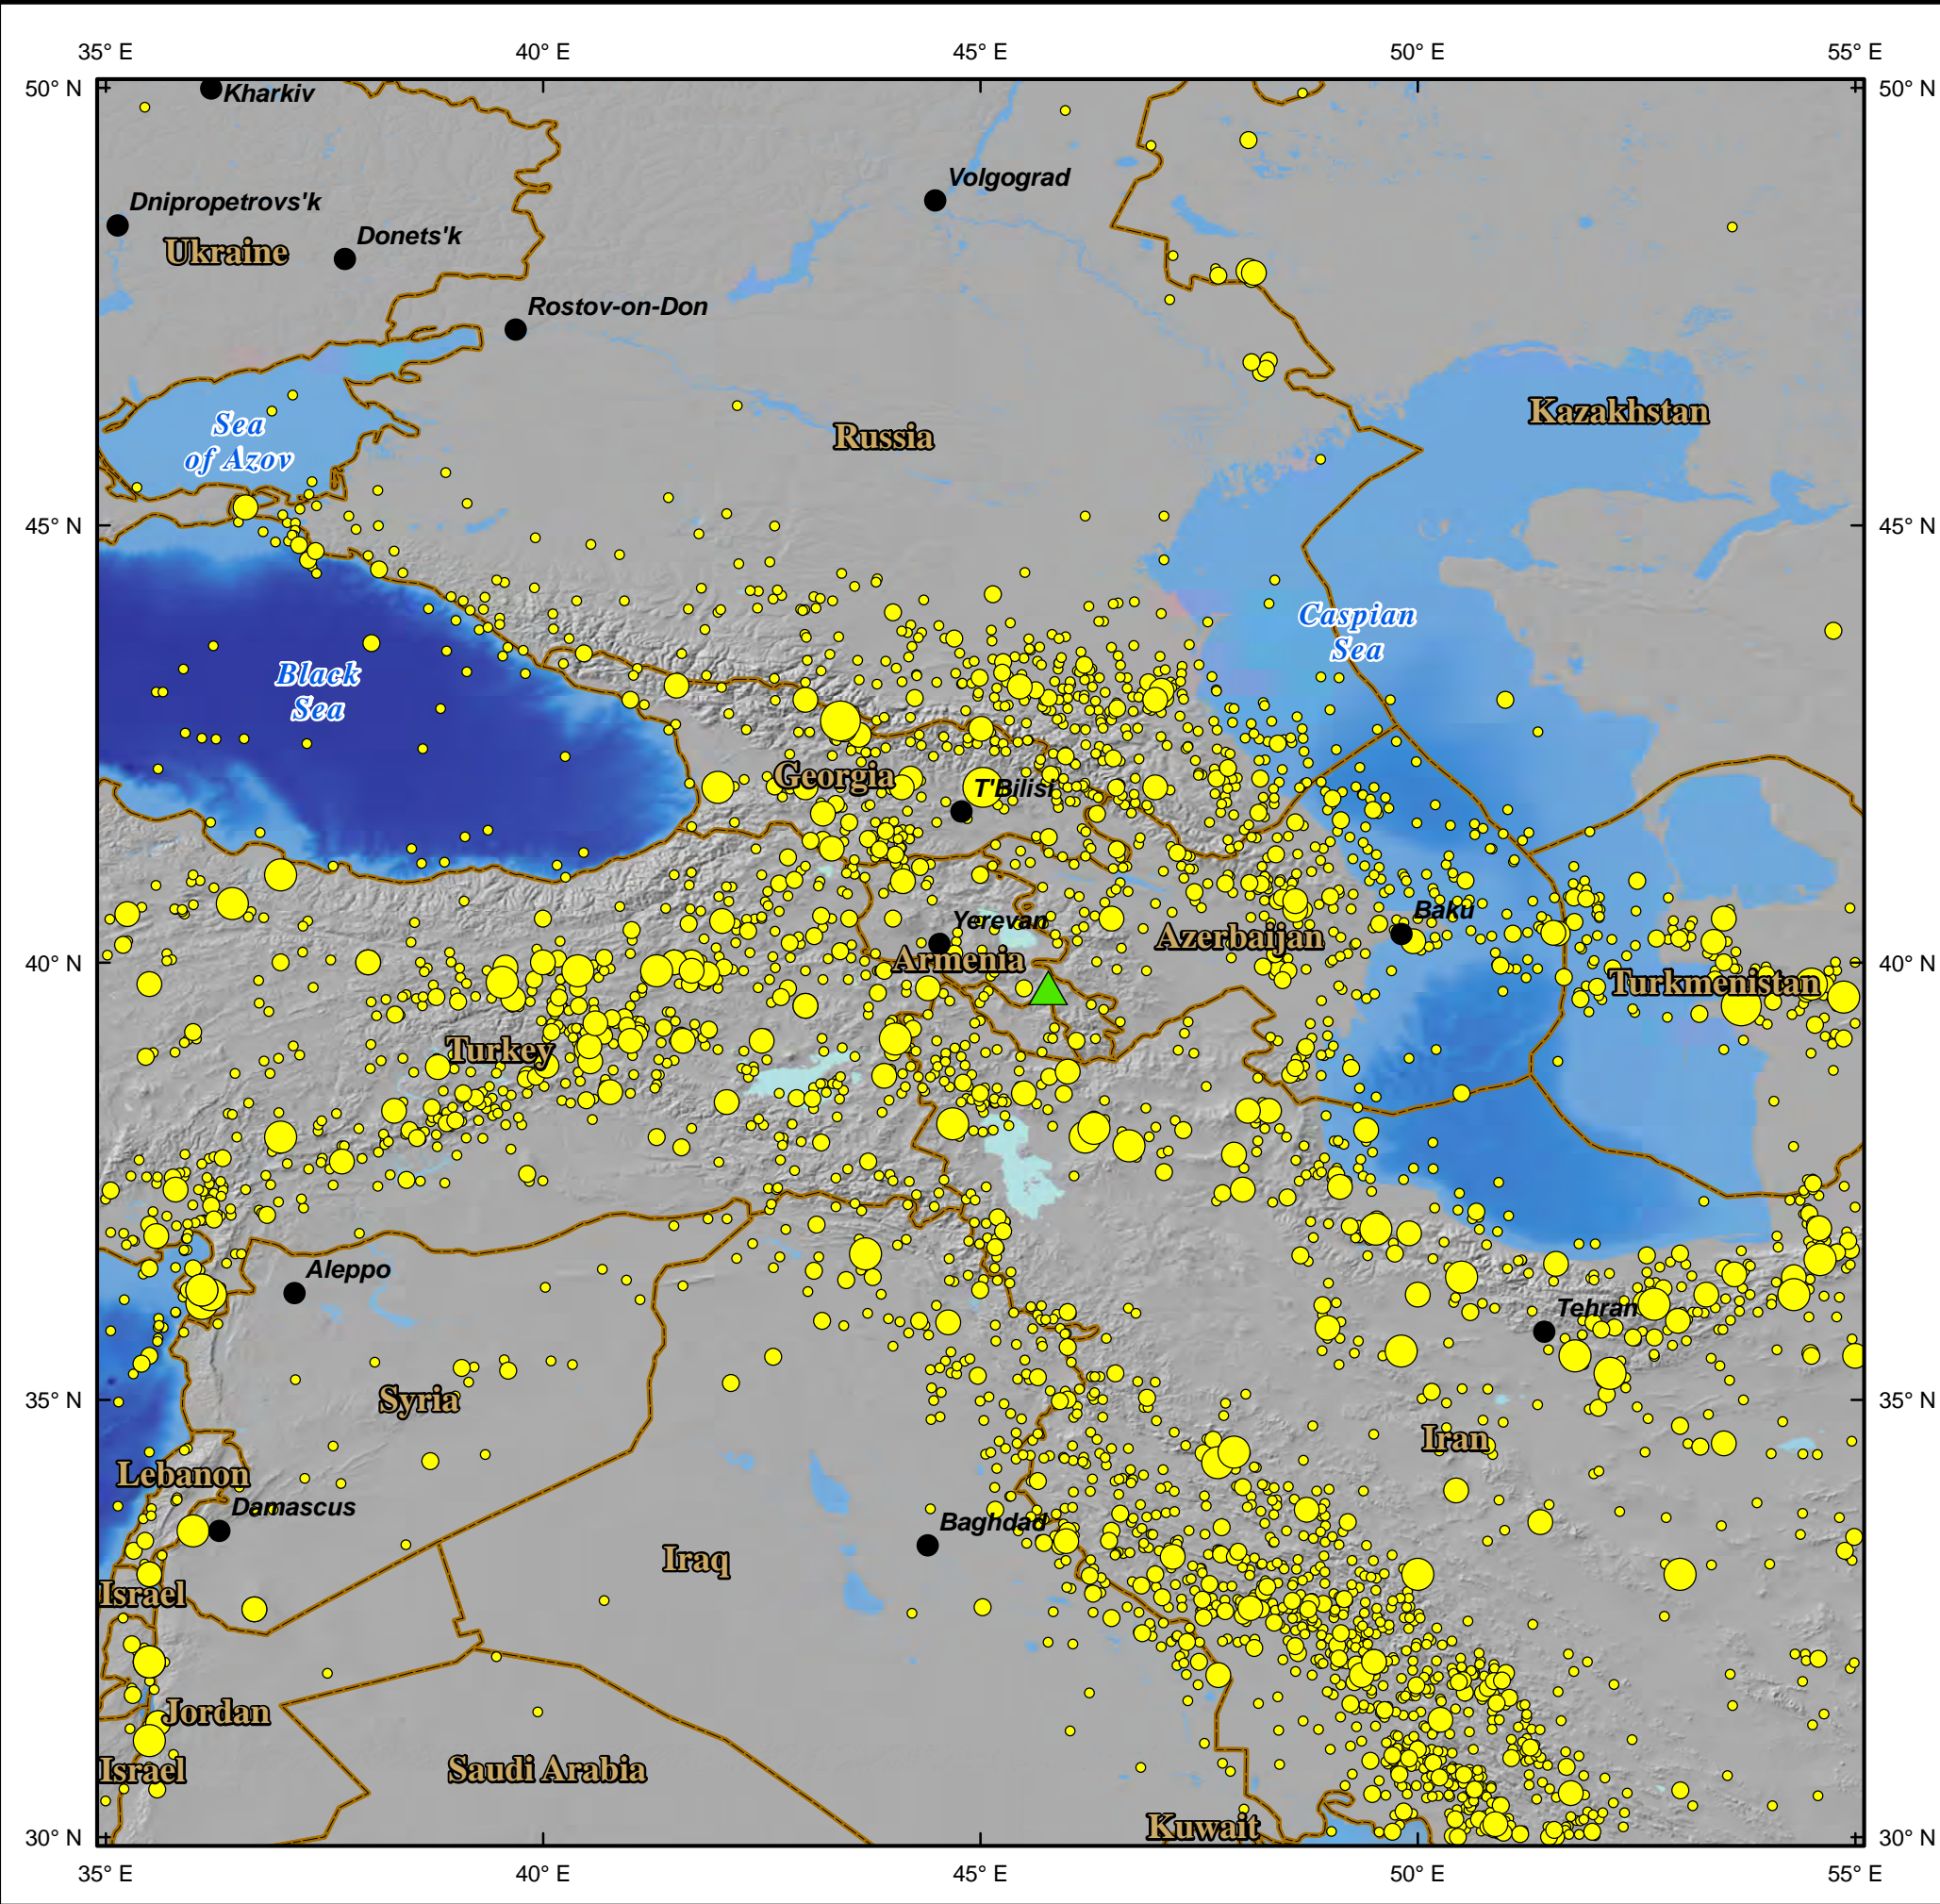 35° E 40° E 45° E 50° E 55° E
50° N 50° N
Kharkiv
Volgograd
Dnipropetrovs'k
Donets'k
Ukraine
Rostov-on-Don
Kazakhstan
Sea
of Azov
Russia
45° N 45° N
Caspian
Sea
Black
Sea
Georgia
T'Bilisi
Baku
Yerevan
Azerbaijan
Armenia
40° N 40° N
Turkmenistan
Turkey
Aleppo
Tehran
Syria
35° N 35° N
Iran
Lebanon
Damascus
Baghdad
Iraq
Israel
Jordan
Israel
Saudi Arabia
Kuwait
30° N 30° N
35° E 40° E 45° E 50° E 55° E